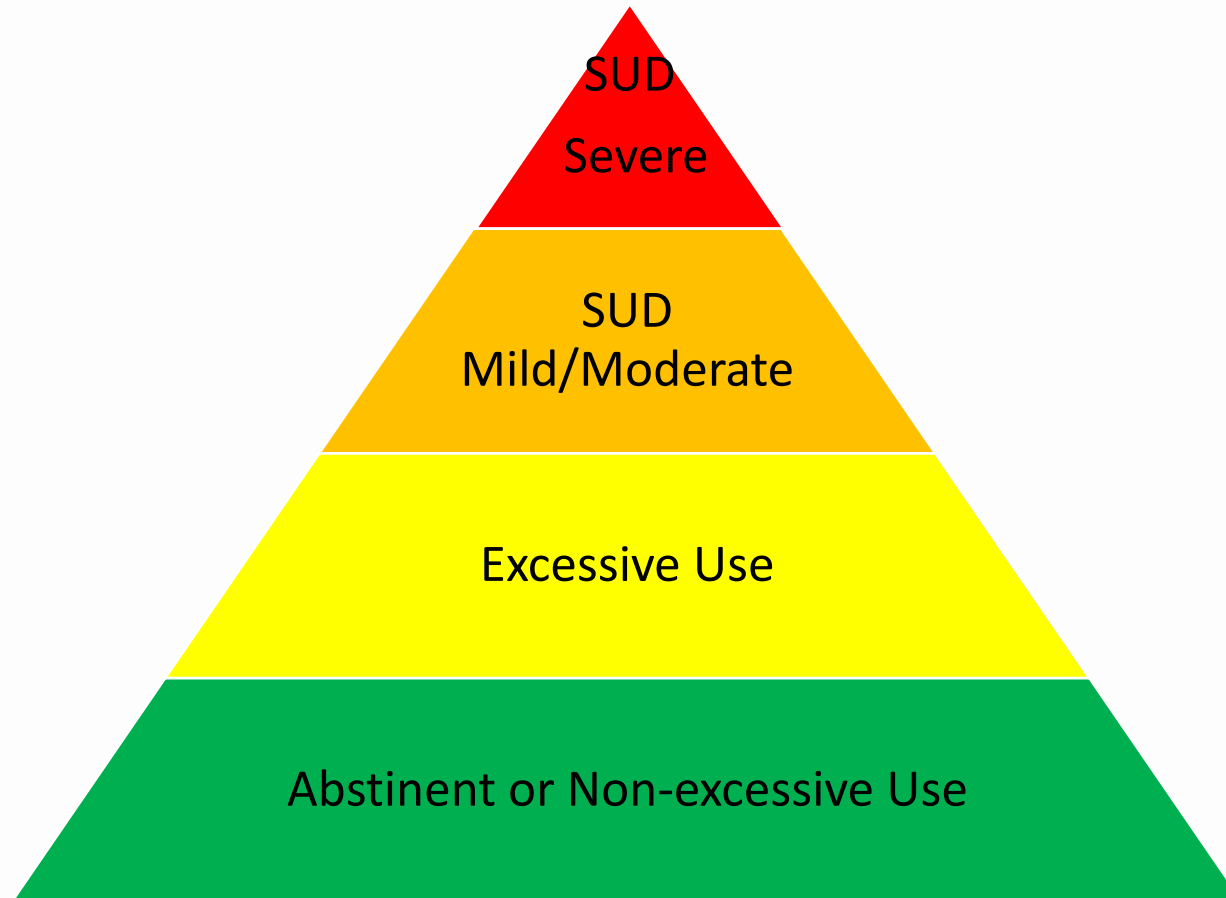 SUD
Severe
SUD
Mild/Moderate
Excessive Use
Abstinent or Non-excessive Use